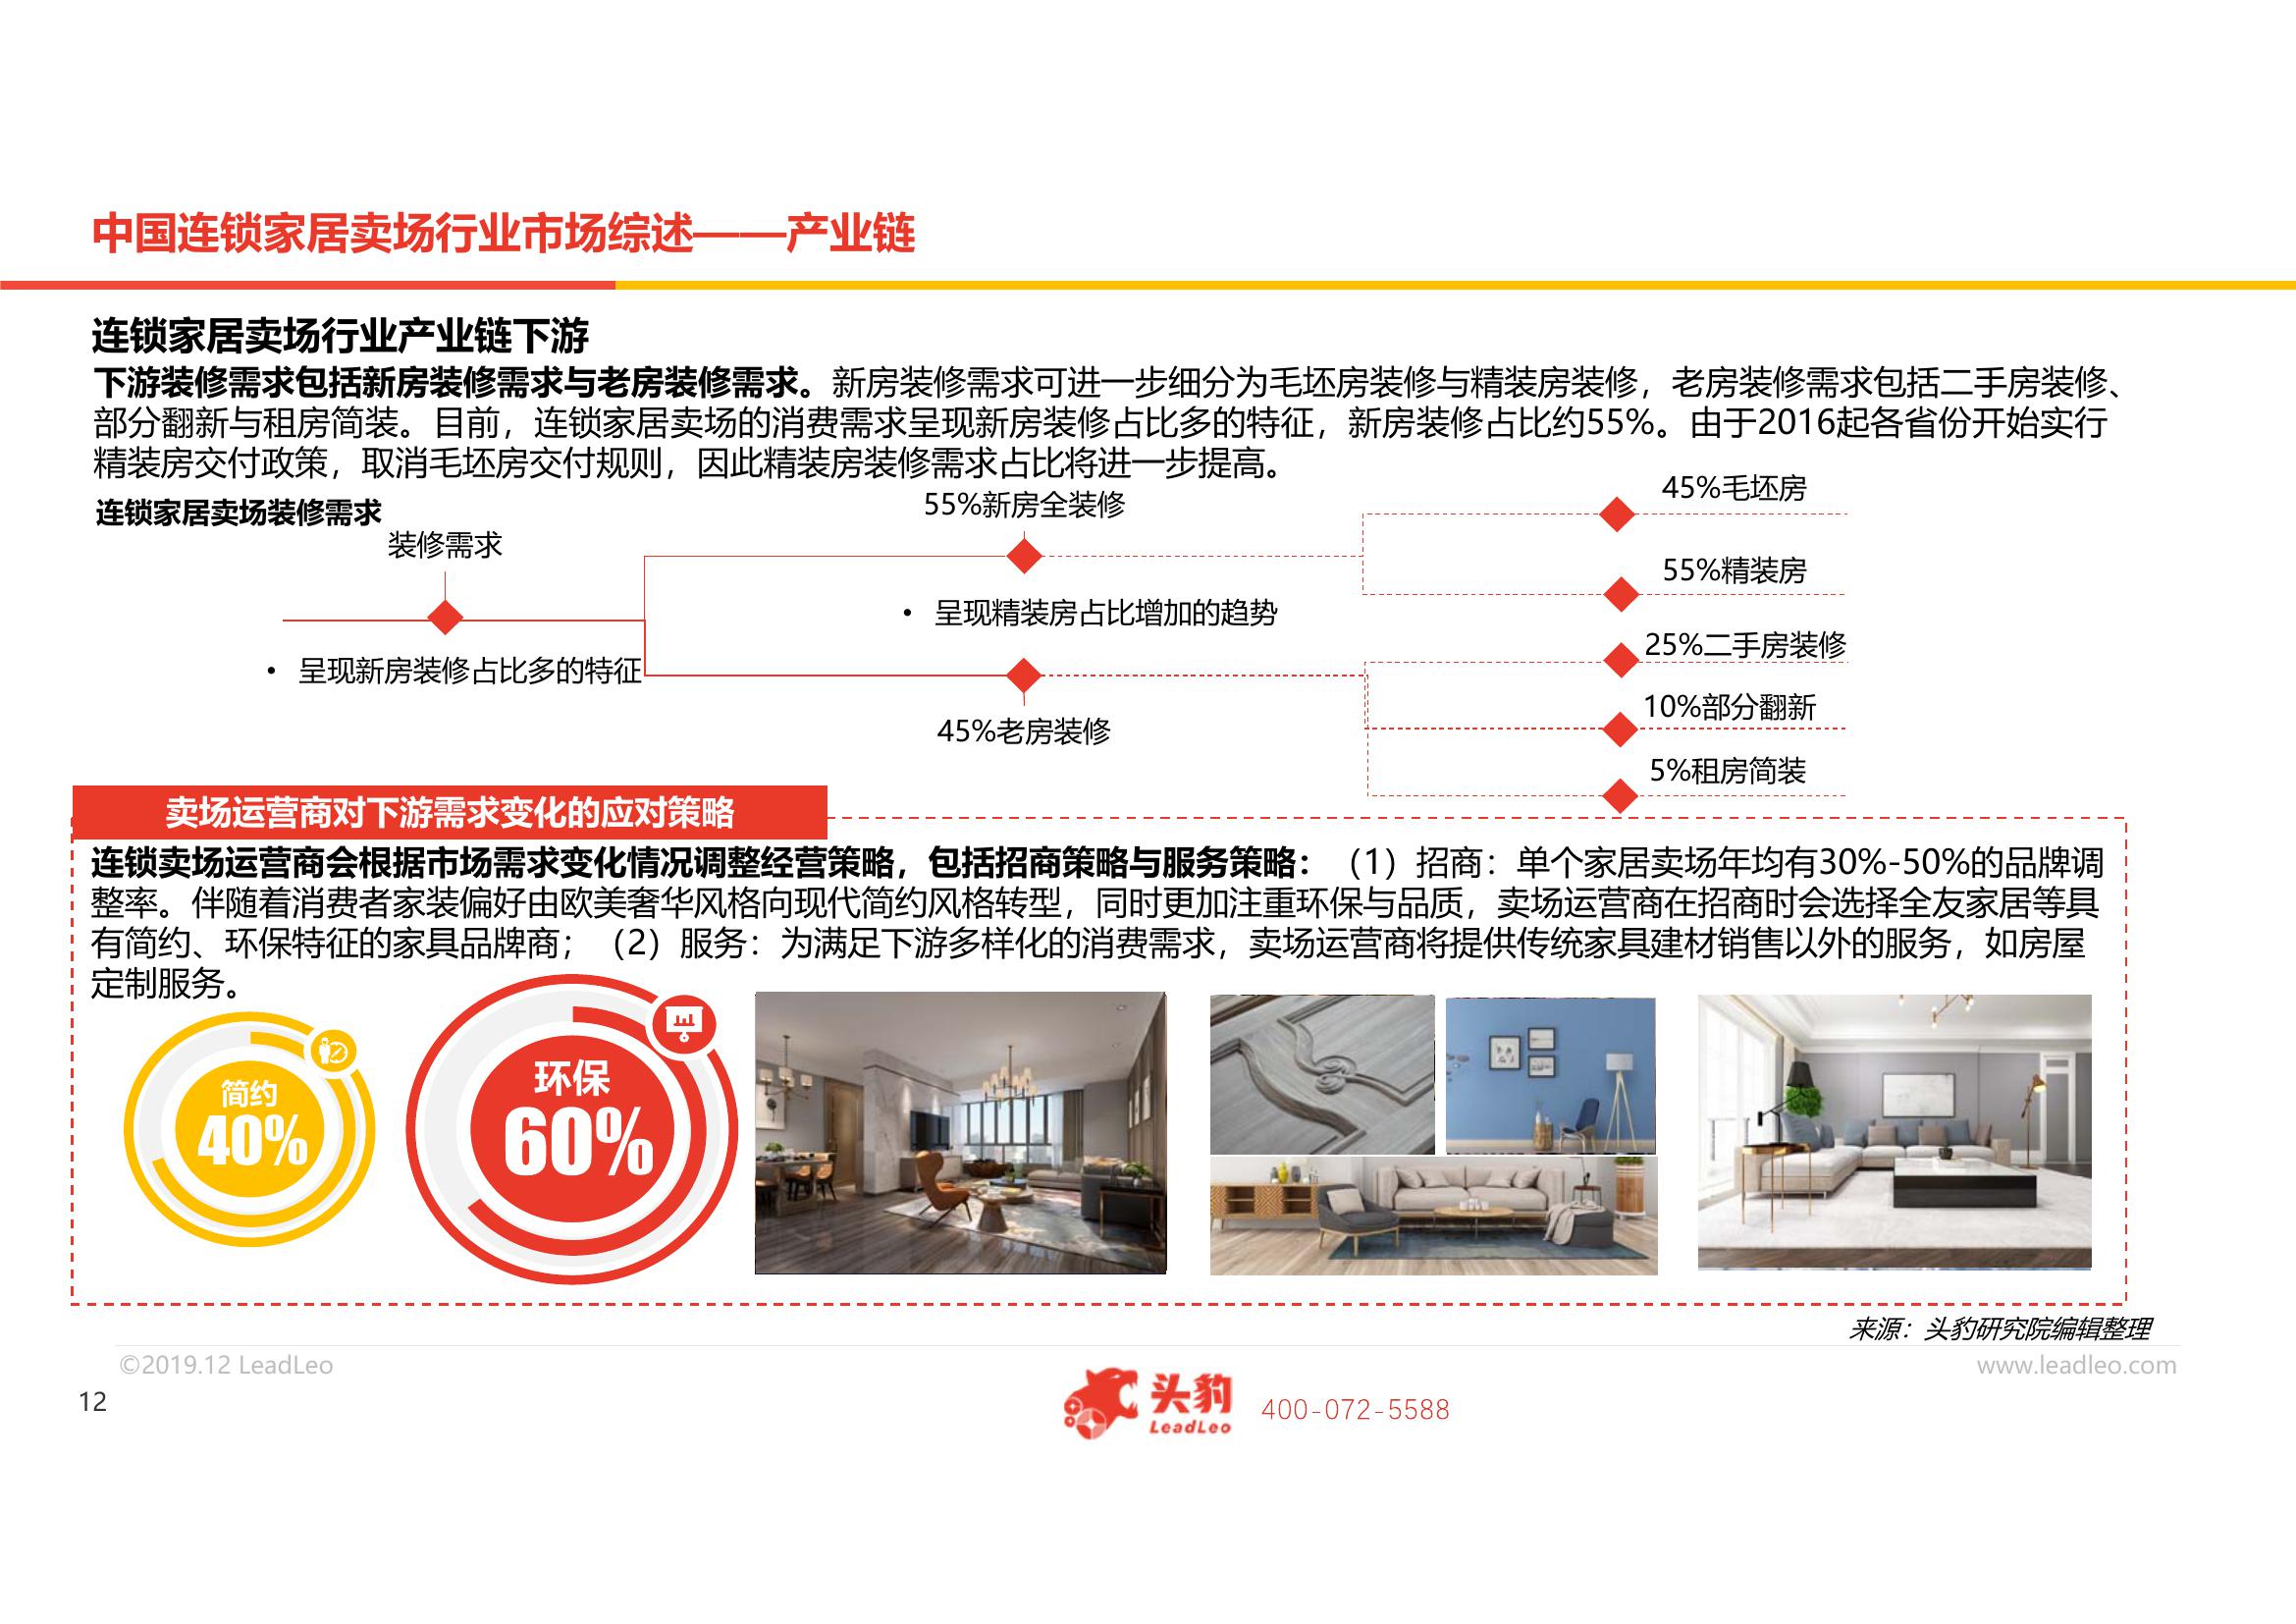 中国连锁家居卖场行业市场综述——产业链
连锁家居卖场行业产业链下游
下游装修需求包括新房装修需求与老房装修需求。新房装修需求可进一步细分为毛坯房装修与精装房装修，老房装修需求包括二手房装修、
部分翻新与租房简装。目前，连锁家居卖场的消费需求呈现新房装修占比多的特征，新房装修占比约55%。由于2016起各省份开始实行
精装房交付政策，取消毛坯房交付规则，因此精装房装修需求占比将进一步提高。
连锁家居卖场装修需求
装修需求
• 呈现新房装修占比多的特征
55%新房全装修
• 呈现精装房占比增加的趋势
45%老房装修
45%毛坯房
55%精装房
25%二手房装修
10%部分翻新
5%租房简装
卖场运营商对下游需求变化的应对策略
连锁卖场运营商会根据市场需求变化情况调整经营策略，包括招商策略与服务策略：（1）招商：单个家居卖场年均有30%-50%的品牌调
整率。伴随着消费者家装偏好由欧美奢华风格向现代简约风格转型，同时更加注重环保与品质，卖场运营商在招商时会选择全友家居等具
有简约、环保特征的家具品牌商；（2）服务：为满足下游多样化的消费需求，卖场运营商将提供传统家具建材销售以外的服务，如房屋
定制服务。
简约
40%
环保
60%
来源：头豹研究院编辑整理
©2019.12 LeadLeo
www.leadleo.com
12
头豹
LeadLeo
400-072-5588